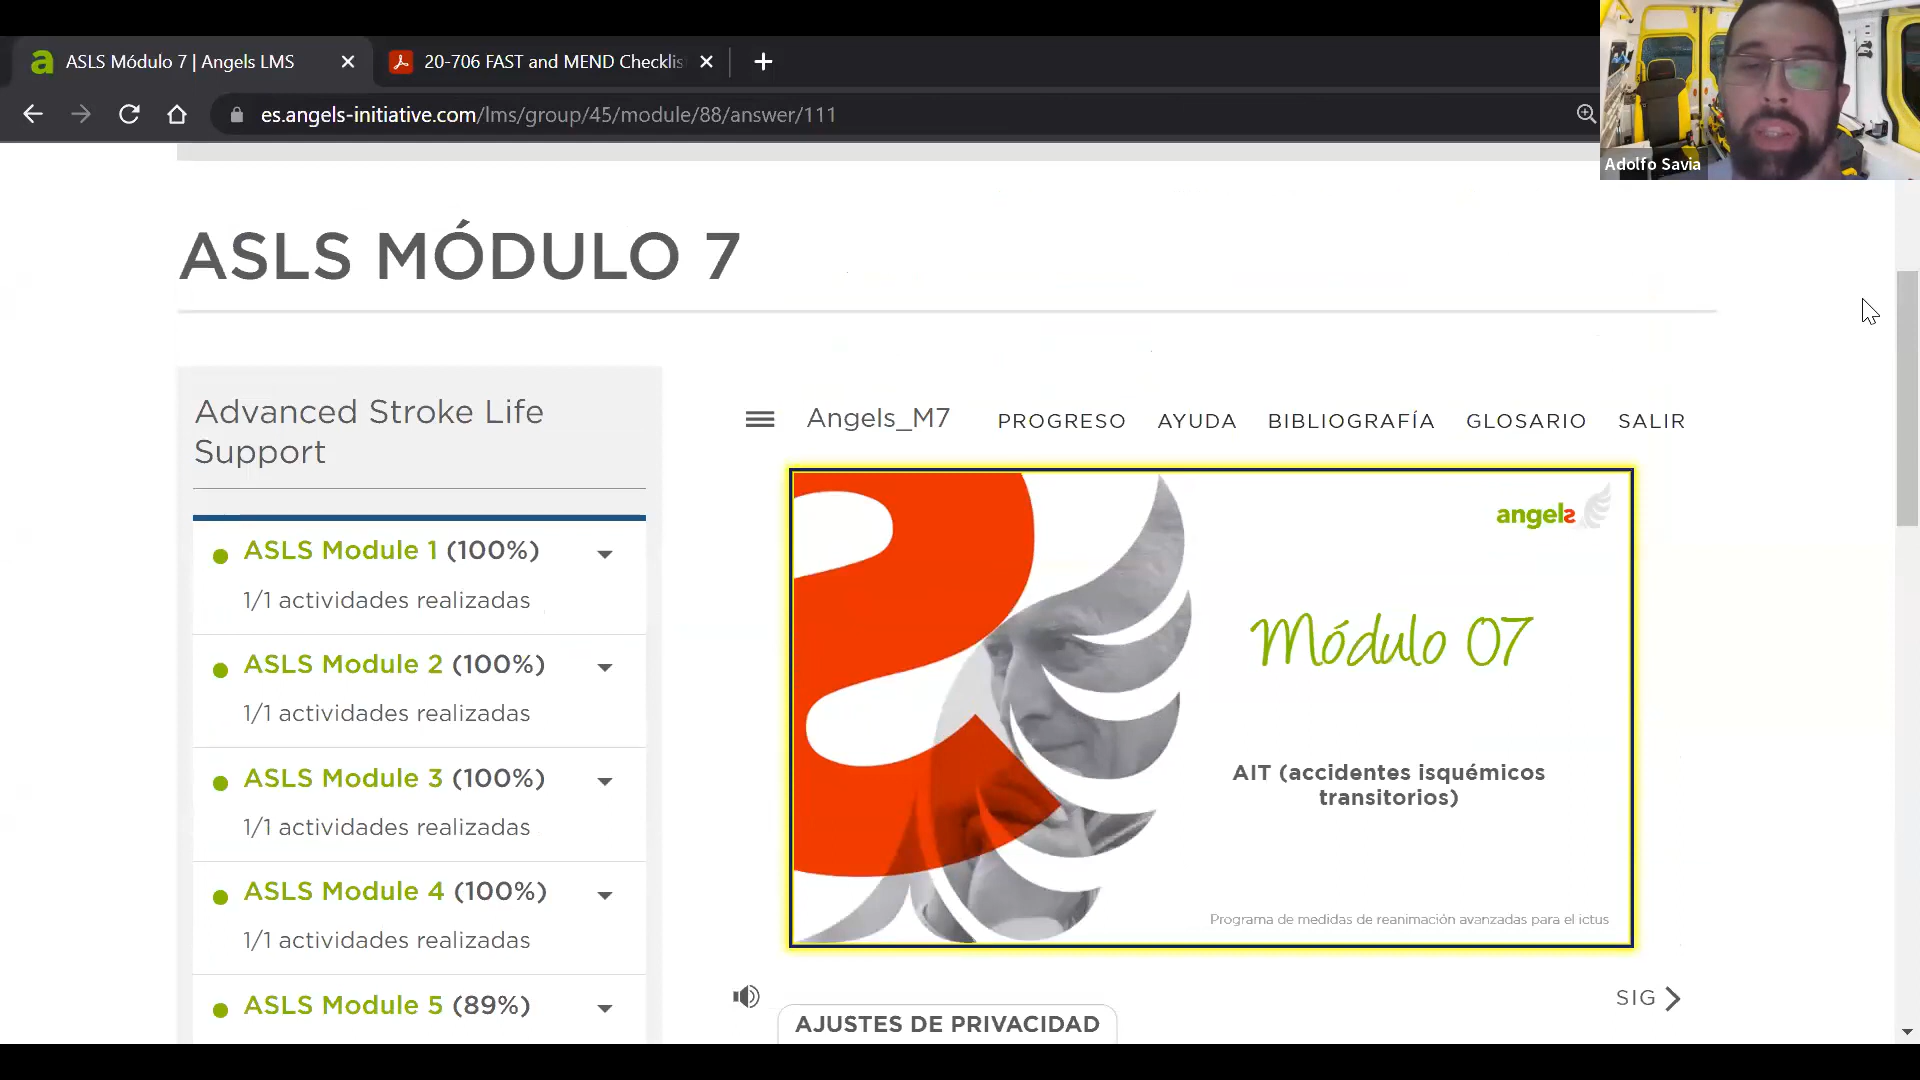 ASLS Módulo 7 | Angels LMS
20-706 FAST and MEND Checklis
es.angels-initiative.com/lms/group/45/module/88/answer/111
Adolfo Savia
ASLS MÓDULO 7
Advanced Stroke Life
Support
ASLS Module 1 (100%)
1/1 actividades realizadas
ASLS Module 2 (100%)
1/1 actividades realizadas
ASLS Module 3 (100%)
1/1 actividades realizadas
ASLS Module 4 (100%)
1/1 actividades realizadas
ASLS Module 5 (89%)
Angels_M7
PROGRESO AYUDA BIBLIOGRAFÍA GLOSARIO SALIR
angels
Módulo 07
AIT (accidentes isquémicos
transitorios)
Programa de medidas de reanimación avanzadas para el ictus
SIG
AJUSTES DE PRIVACIDAD